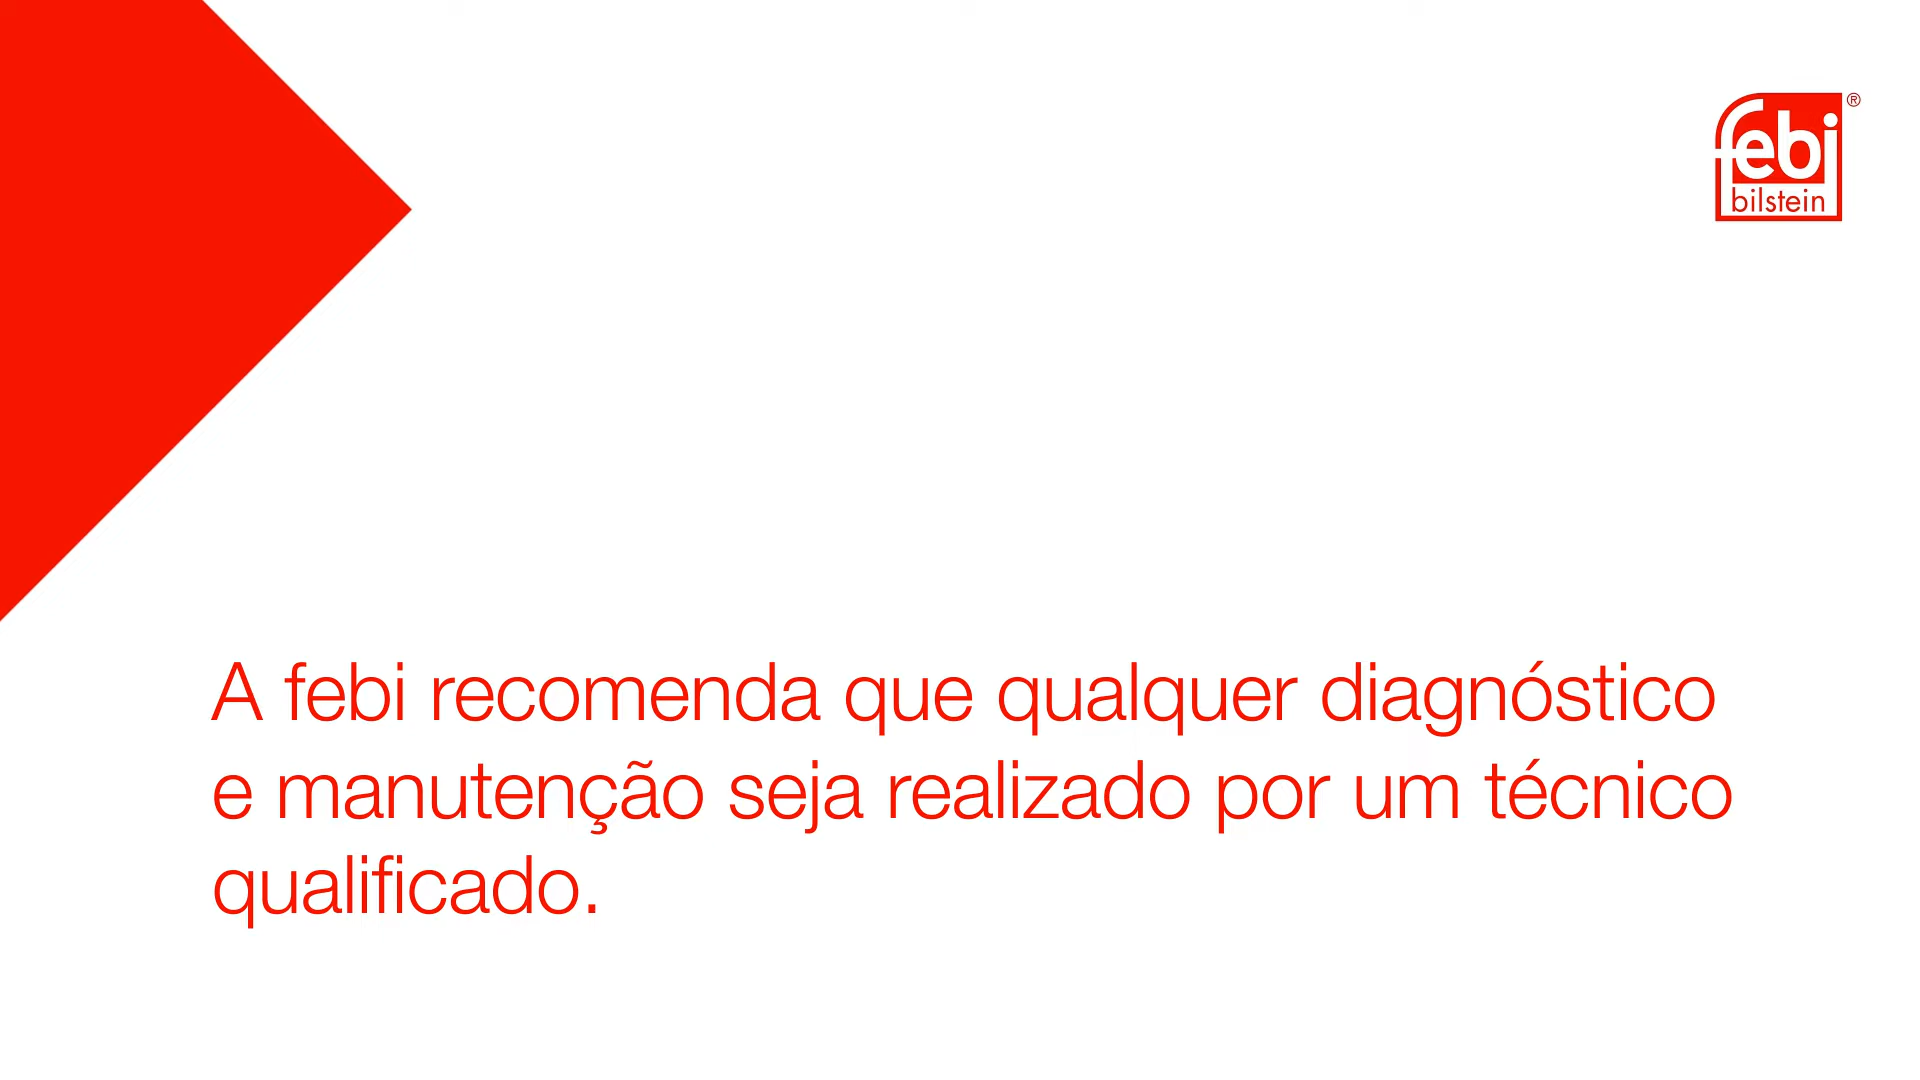 febi®
bilstein
A febi recomenda que qualquer diagnóstico
e manutenção seja realizado por um técnico
qualificado.